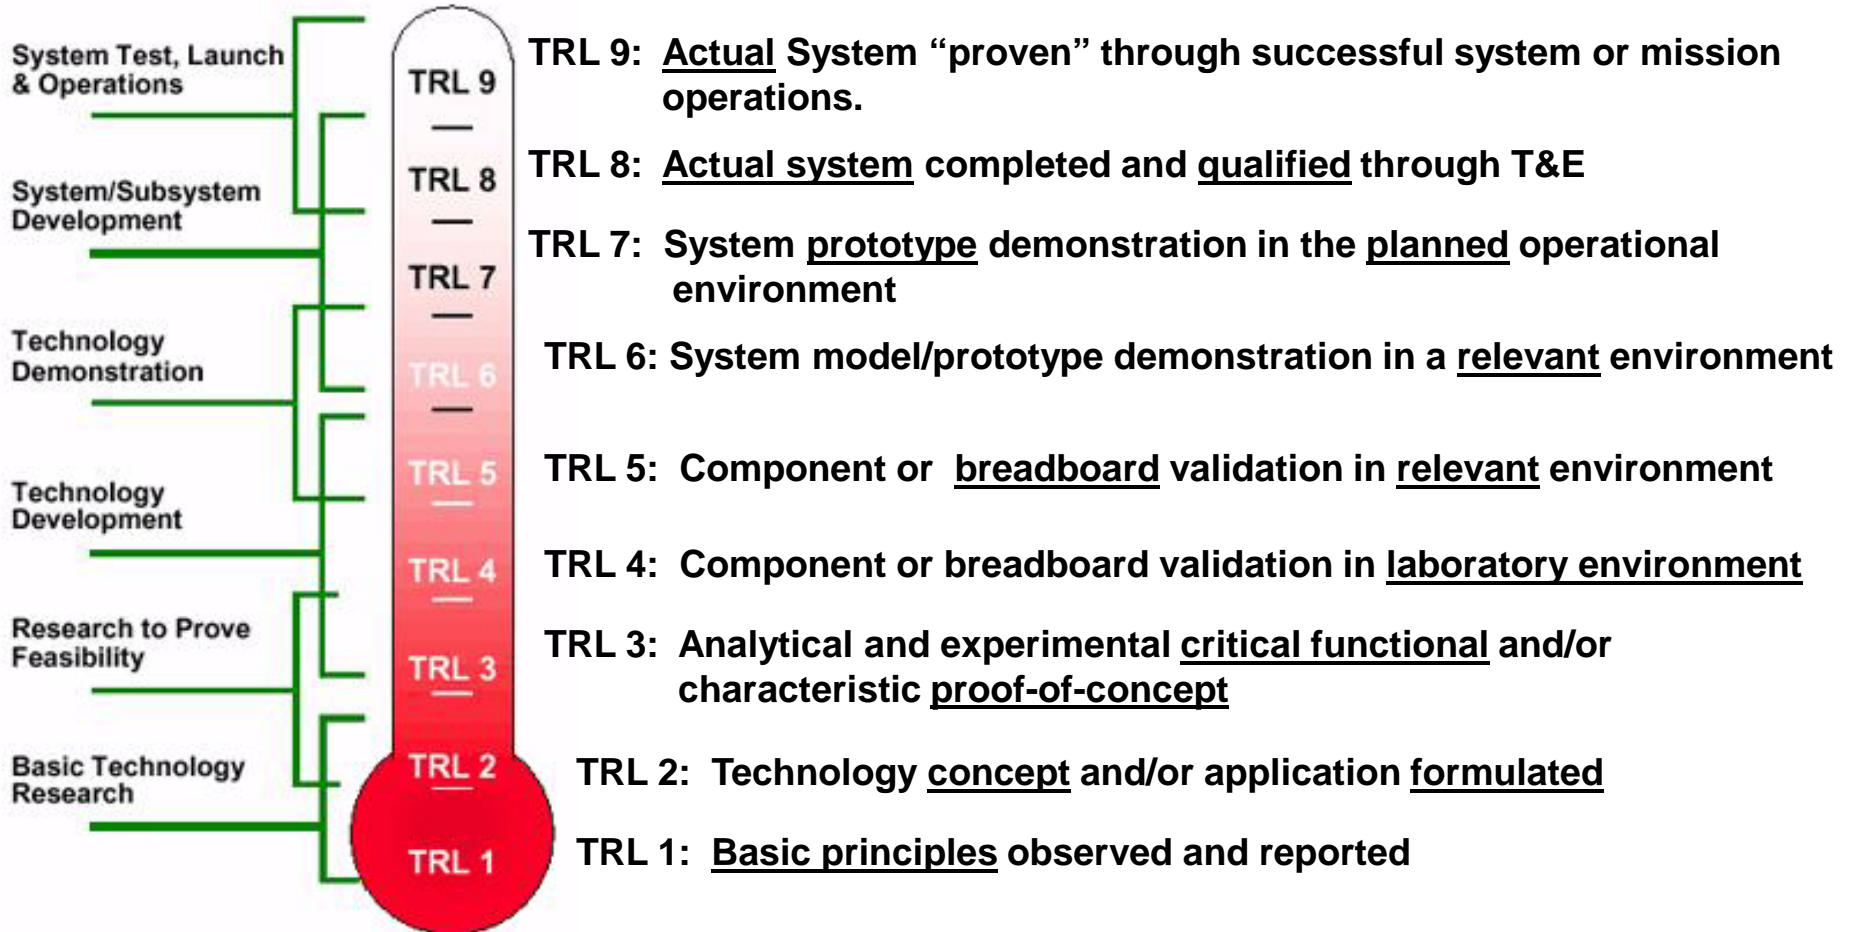 System Test, Launch
& Operations
System/Subsystem
Development
Technology
Demonstration
Technology
Development
Research to Prove
Feasibility
Basic Technology
Research
TRL 9
TRL 8
TRL 7
TRL 6
TRL 5
TRL 4
TRL 3
TRL 2
TRL 1
TRL 9: Actual System “proven” through successful system or mission
operations.
TRL 8: Actual system completed and qualified through T&E
TRL 7: System prototype demonstration in the planned operational
environment
TRL 6: System model/prototype demonstration in a relevant environment
TRL 5: Component or breadboard validation in relevant environment
TRL 4: Component or breadboard validation in laboratory environment
TRL 3: Analytical and experimental critical functional and/or
characteristic proof-of-concept
TRL 2: Technology concept and/or application formulated
TRL 1: Basic principles observed and reported